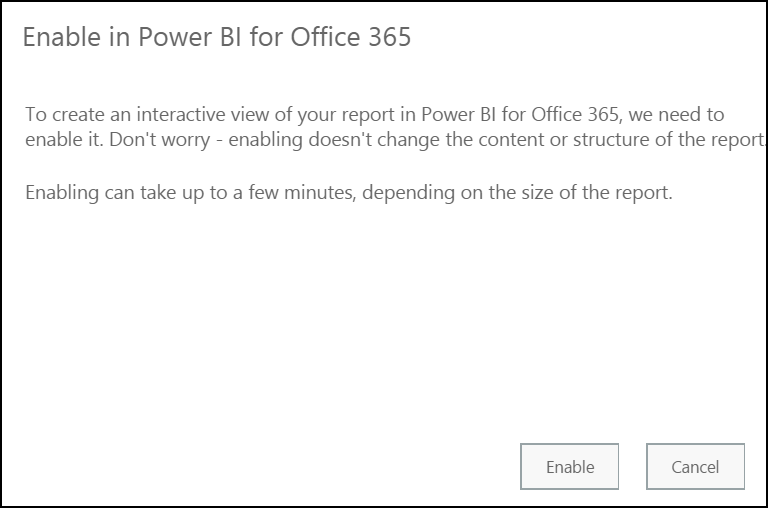 Enable in Power BI for Office 365
To create an interactive view of your report in Power BI for Office 365, we need to
enable it. Don't worry - enabling doesn't change the content or structure of the report.
Enabling can take up to a few minutes, depending on the size of the report.
Enable
Cancel